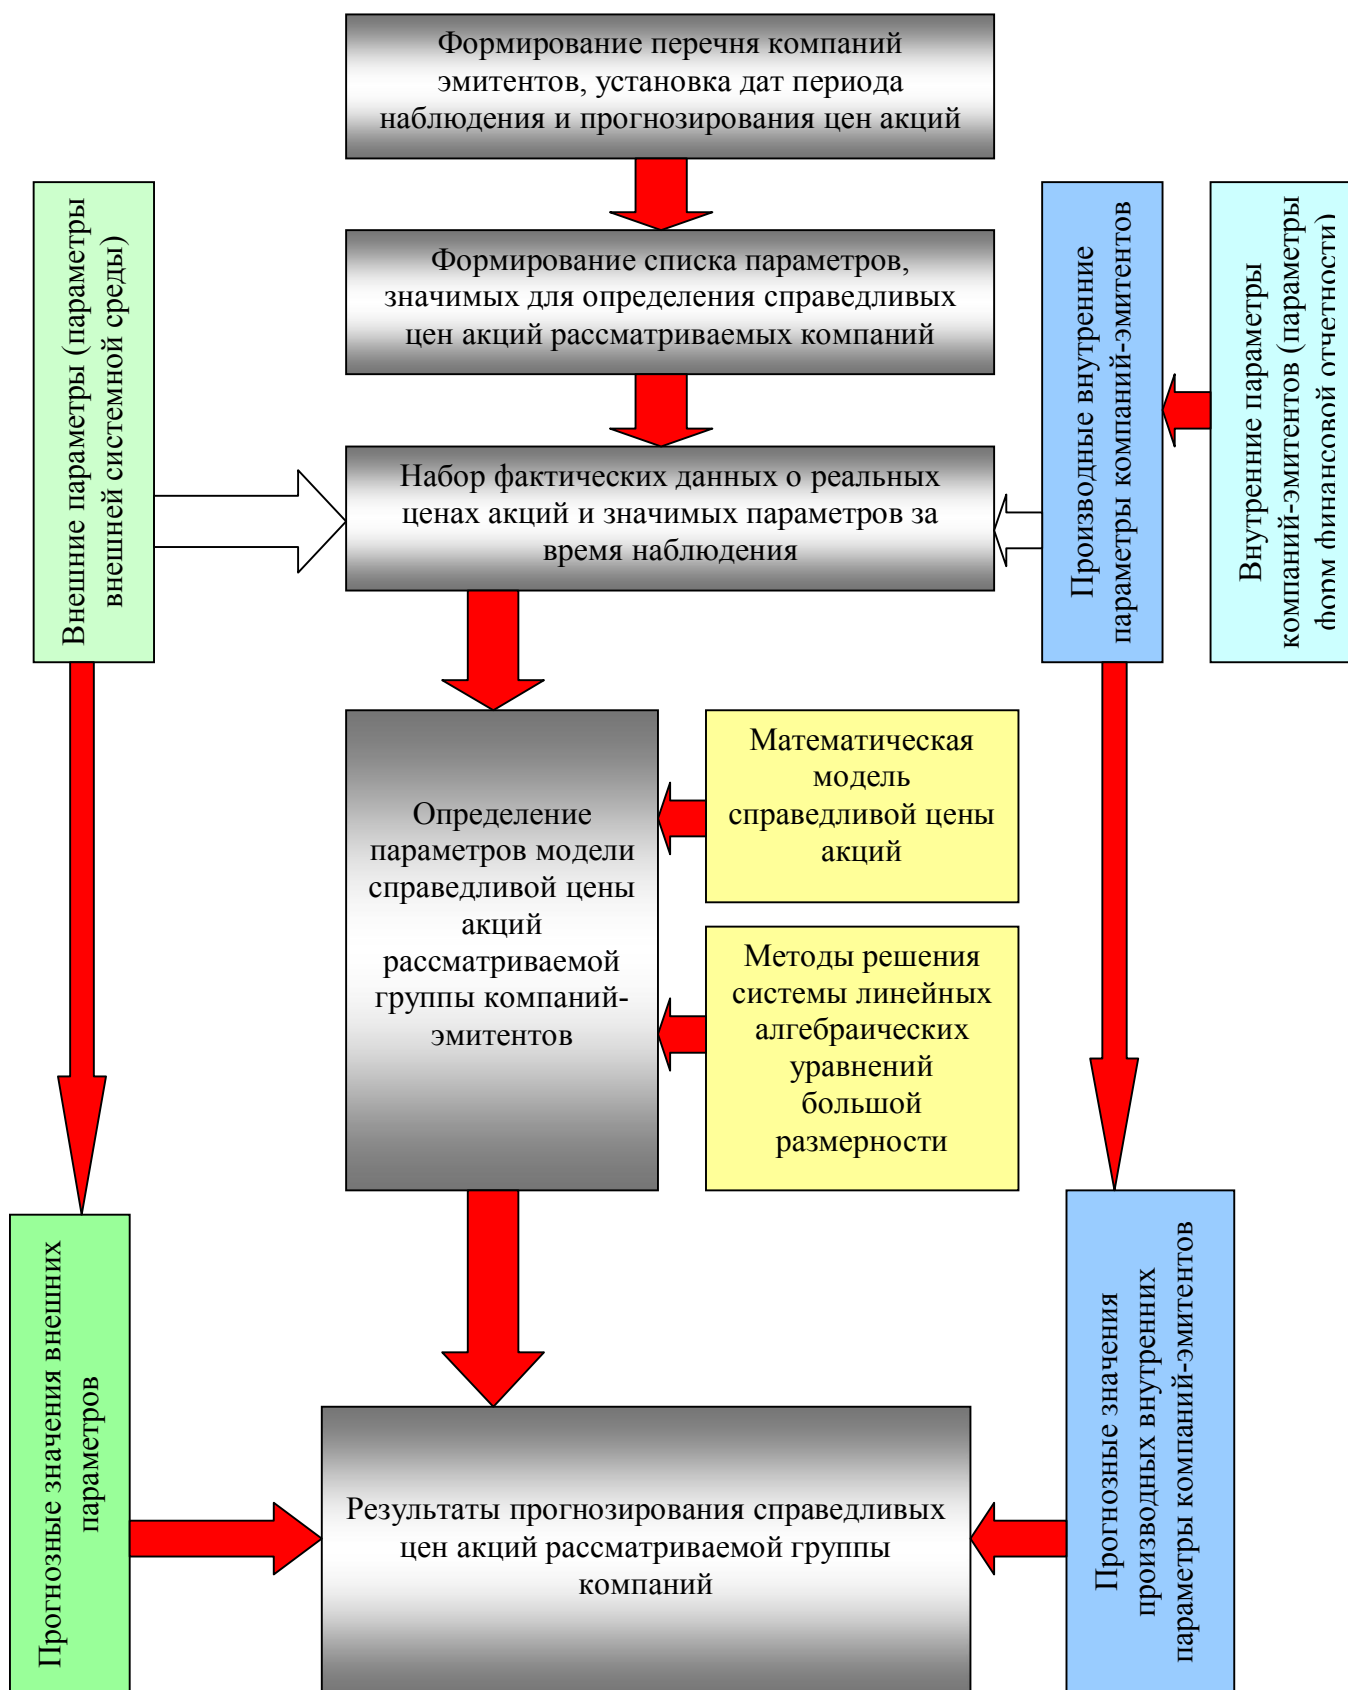 Формирование перечня компаний
эмитентов, установка дат периода
наблюдения и прогнозирования цен акций
Внешние параметры (параметры
внешней системной среды)
Формирование списка параметров,
значимых для определения справедливых
цен акций рассматриваемых компаний
Производные внутренние
параметры компаний-эмитентов
Внутренние параметры
компаний-эмитентов (параметры
форм финансовой отчетности)
Набор фактических данных о реальных
ценах акций и значимых параметров за
время наблюдения
Определение
параметров модели
справедливой цены
акций
рассматриваемой
группы компаний-
эмитентов
Математическая
модель
справедливой цены
акций
Методы решения
системы линейных
алгебраических
уравнений
большой
размерности
Прогнозные значения внешних
параметров
Результаты прогнозирования справедливых
цен акций рассматриваемой группы
компаний
Прогнозные значения
производных внутренних
параметры компаний-эмитентов